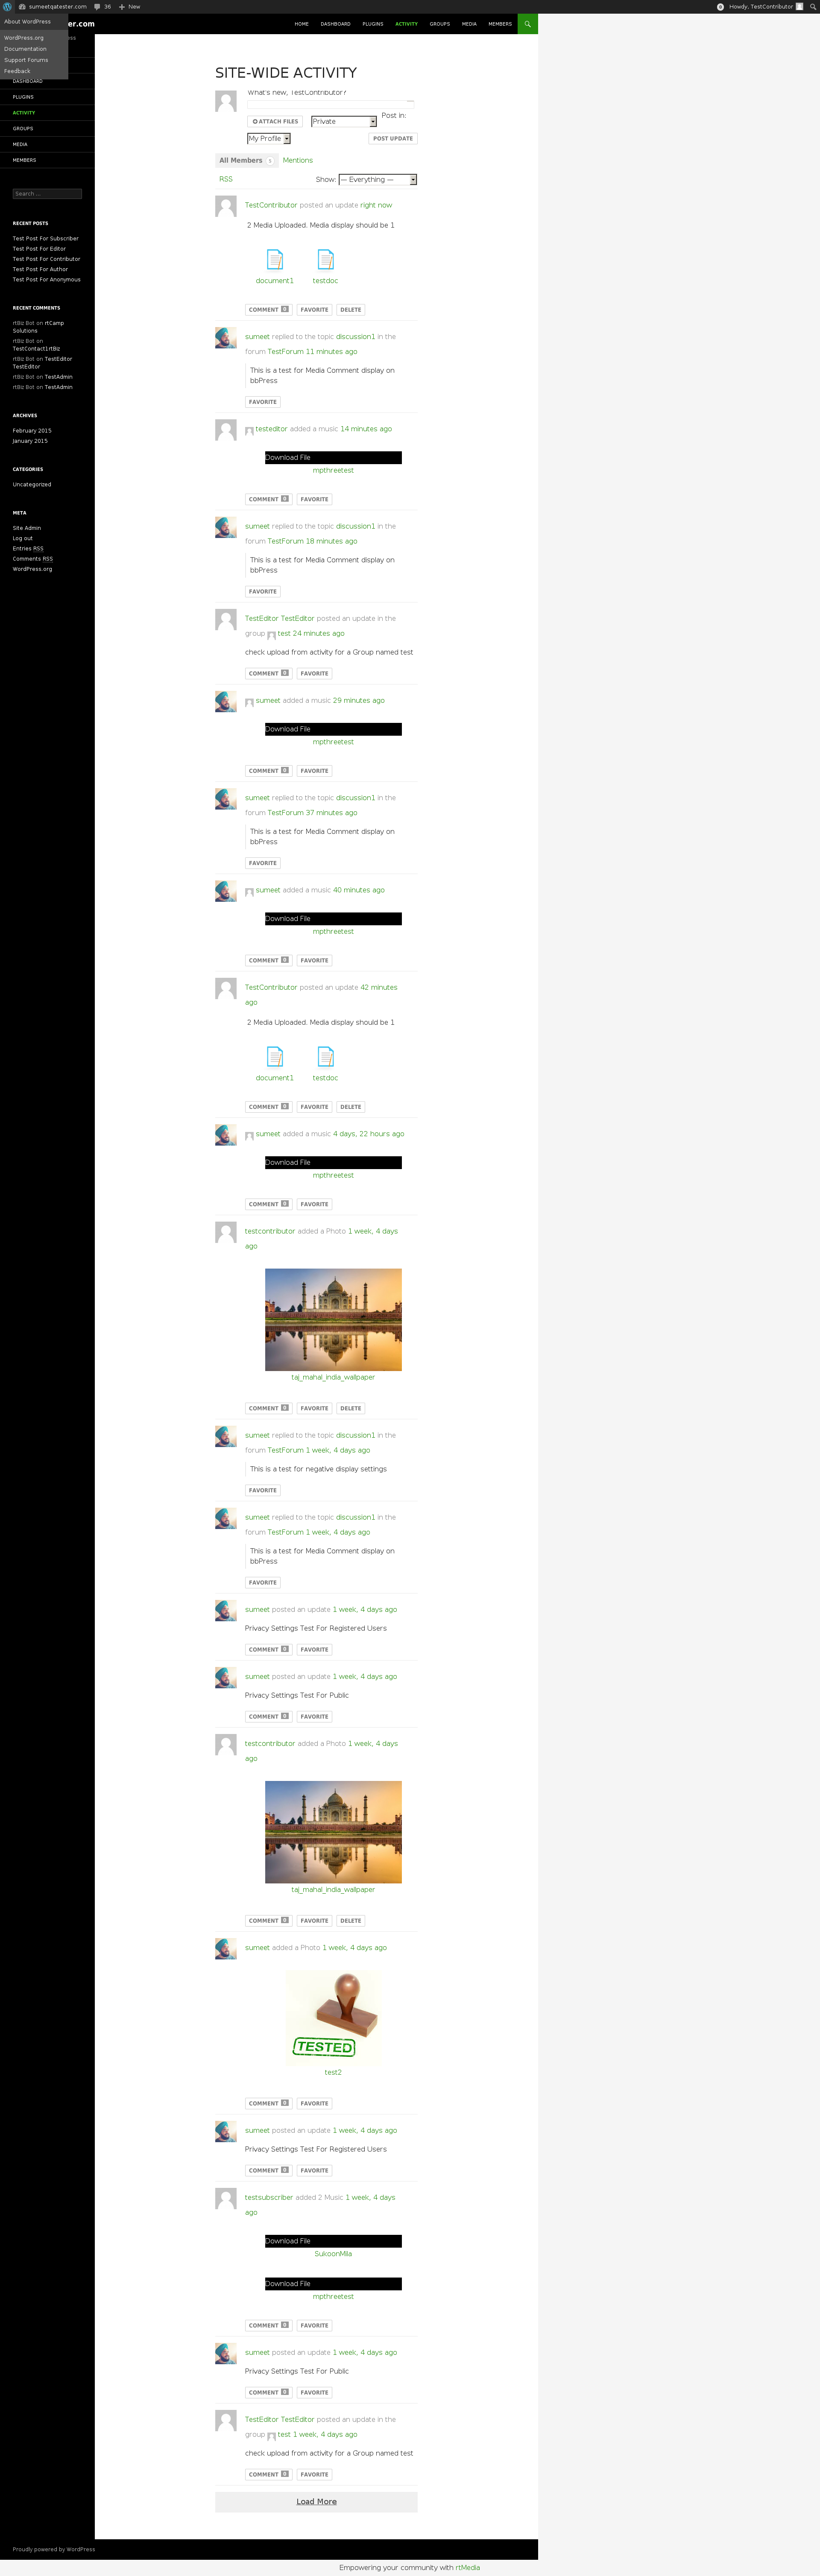 sumeetqatester.com 36 New 0 Howdy, TestContributor
About WordPress
WordPress.org
Documentation
Support Forums
Feedback
er.com
ess
HOME DASHBOARD PLUGINS ACTIVITY GROUPS MEDIA MEMBERS
DASHBOARD
PLUGINS
ACTIVITY
GROUPS
MEDIA
MEMBERS
Search …
RECENT POSTS
Test Post For Subscriber
Test Post For Editor
Test Post For Contributor
Test Post For Author
Test Post For Anonymous
RECENT COMMENTS
rtBiz Bot on rtCamp
Solutions
rtBiz Bot on
TestContact1rtBiz
rtBiz Bot on TestEditor
TestEditor
rtBiz Bot on TestAdmin
rtBiz Bot on TestAdmin
ARCHIVES
February 2015
January 2015
CATEGORIES
Uncategorized
META
Site Admin
Log out
Entries RSS
Comments RSS
WordPress.org
SITE-WIDE ACTIVITY
What's new, TestContributor?
ATTACH FILES Private Post in:
My Profile POST UPDATE
All Members 5 Mentions
RSS Show: — Everything —
TestContributor posted an update right now
2 Media Uploaded. Media display should be 1
document1 testdoc
COMMENT 0 FAVORITE DELETE
sumeet replied to the topic discussion1 in the
forum TestForum 11 minutes ago
This is a test for Media Comment display on
bbPress
FAVORITE
testeditor added a music 14 minutes ago
Download File
mpthreetest
COMMENT 0 FAVORITE
sumeet replied to the topic discussion1 in the
forum TestForum 18 minutes ago
This is a test for Media Comment display on
bbPress
FAVORITE
TestEditor TestEditor posted an update in the
group test 24 minutes ago
check upload from activity for a Group named test
COMMENT 0 FAVORITE
sumeet added a music 29 minutes ago
Download File
mpthreetest
COMMENT 0 FAVORITE
sumeet replied to the topic discussion1 in the
forum TestForum 37 minutes ago
This is a test for Media Comment display on
bbPress
FAVORITE
sumeet added a music 40 minutes ago
Download File
mpthreetest
COMMENT 0 FAVORITE
TestContributor posted an update 42 minutes
ago
2 Media Uploaded. Media display should be 1
document1 testdoc
COMMENT 0 FAVORITE DELETE
sumeet added a music 4 days, 22 hours ago
Download File
mpthreetest
COMMENT 0 FAVORITE
testcontributor added a Photo 1 week, 4 days
ago
taj_mahal_india_wallpaper
COMMENT 0 FAVORITE DELETE
sumeet replied to the topic discussion1 in the
forum TestForum 1 week, 4 days ago
This is a test for negative display settings
FAVORITE
sumeet replied to the topic discussion1 in the
forum TestForum 1 week, 4 days ago
This is a test for Media Comment display on
bbPress
FAVORITE
sumeet posted an update 1 week, 4 days ago
Privacy Settings Test For Registered Users
COMMENT 0 FAVORITE
sumeet posted an update 1 week, 4 days ago
Privacy Settings Test For Public
COMMENT 0 FAVORITE
testcontributor added a Photo 1 week, 4 days
ago
taj_mahal_india_wallpaper
COMMENT 0 FAVORITE DELETE
sumeet added a Photo 1 week, 4 days ago
TESTED
test2
COMMENT 0 FAVORITE
sumeet posted an update 1 week, 4 days ago
Privacy Settings Test For Registered Users
COMMENT 0 FAVORITE
testsubscriber added 2 Music 1 week, 4 days
ago
Download File
SukoonMila
Download File
mpthreetest
COMMENT 0 FAVORITE
sumeet posted an update 1 week, 4 days ago
Privacy Settings Test For Public
COMMENT 0 FAVORITE
TestEditor TestEditor posted an update in the
group test 1 week, 4 days ago
check upload from activity for a Group named test
COMMENT 0 FAVORITE
Load More
Proudly powered by WordPress
Empowering your community with rtMedia